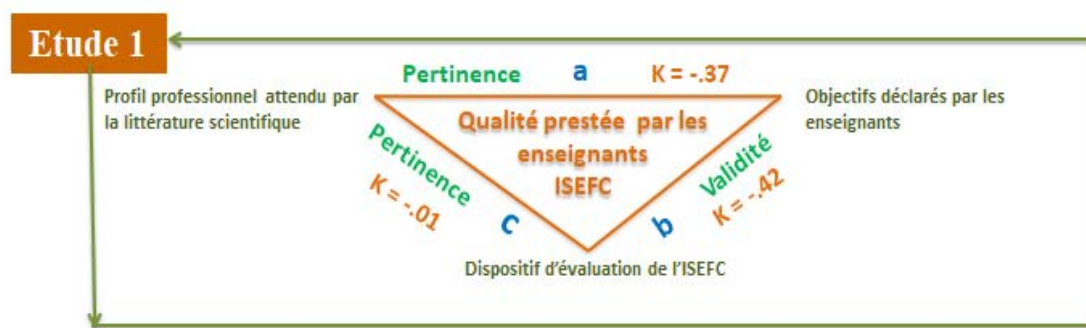 Etude 1
Pertinence a K = -.37
Profil professionnel attendu par
la littérature scientifique
Objectifs déclarés par les
enseignants
Qualité prestée par les
enseignants
ISEFC
Pertinence
K = -.01
c
Validité
K = -.42
b
Dispositif d'évaluation de l'ISEFC